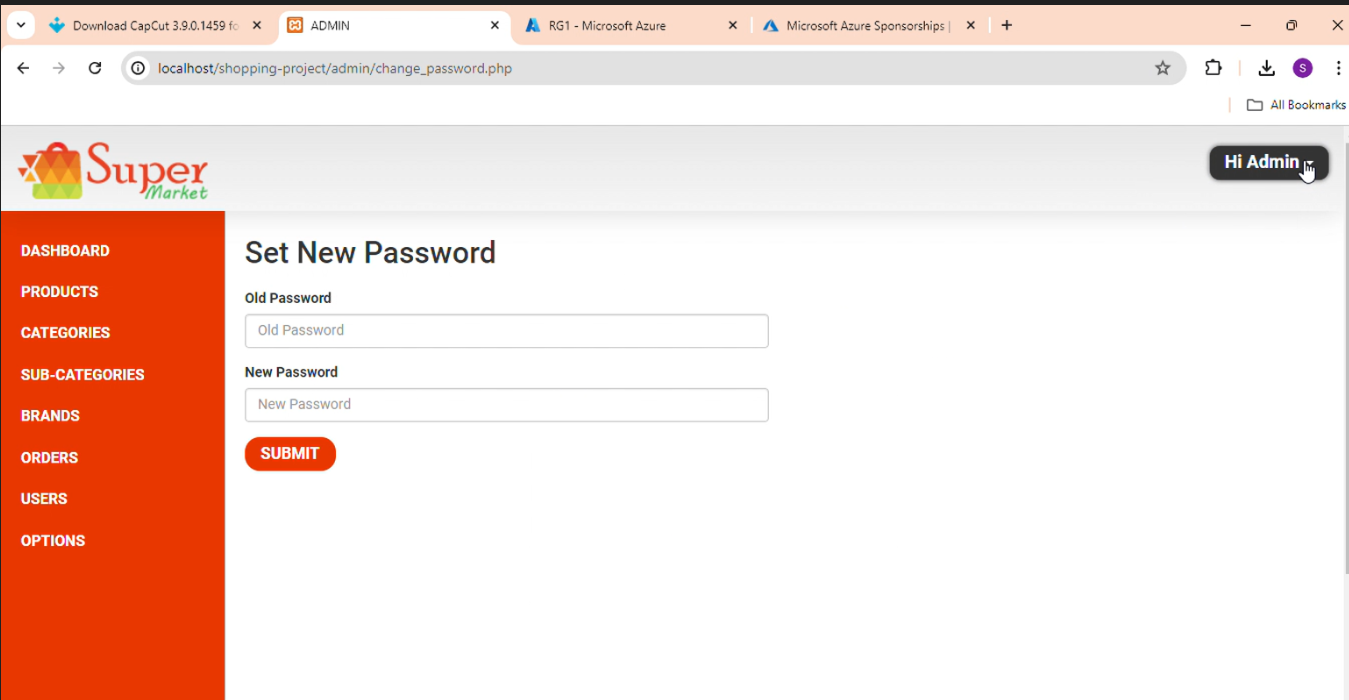 Download CapCut 3.9.0.1459 fo
ADMIN
RG1 - Microsoft Azure
Microsoft Azure Sponsorships |
localhost/shopping-project/admin/change_password.php
S
All Bookmarks
Super
Market
Hi Admin
DASHBOARD
PRODUCTS
CATEGORIES
SUB-CATEGORIES
BRANDS
ORDERS
USERS
OPTIONS
Set New Password
Old Password
Old Password
New Password
New Password
SUBMIT